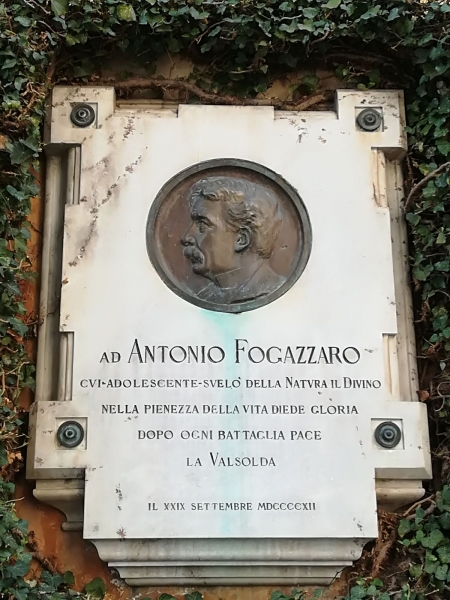 AD ANTONIO FOGAZZARO
CVI-ADOLESCENTE-SVELÒ DELLA NATVRA IL DIVINO
NELLA PIENEZZA DELLA VITA DIEDE GLORIA
DOPO OGNI BATTAGLIA PACE
LA VALSOLDA
IL XXIX SETTEMBRE MDCCCCXII